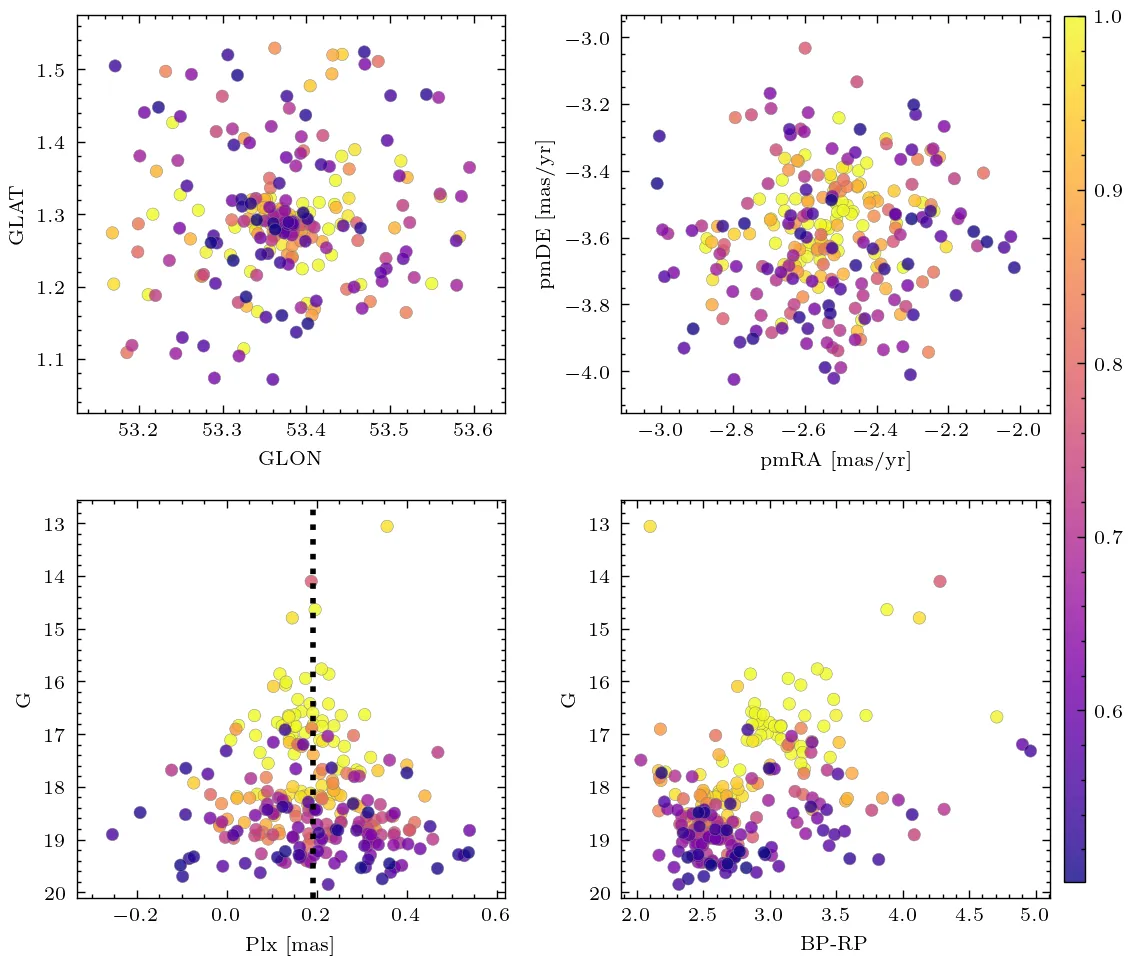 1.5
1.4
1.3
1.2
1.1
GLAT
53.2 53.3 53.4 53.5 53.6
GLON
−3.0
−3.2
−3.4
−3.6
−3.8
−4.0
pmDE [mas/yr]
−3.0 −2.8 −2.6 −2.4 −2.2 −2.0
pmRA [mas/yr]
13
14
15
16
17
18
19
20
G
−0.2 0.0 0.2 0.4 0.6
Plx [mas]
13
14
15
16
17
18
19
20
G
2.0 2.5 3.0 3.5 4.0 4.5 5.0
BP-RP
1.0
0.9
0.8
0.7
0.6